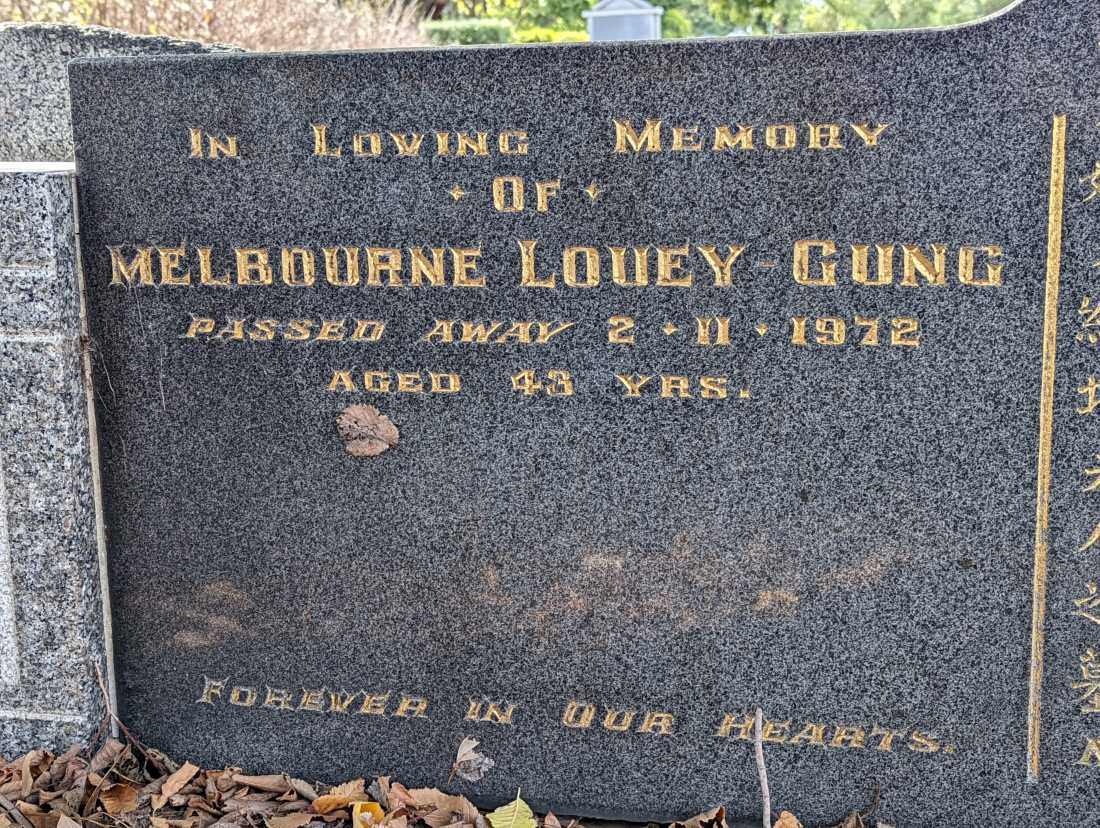 In Loving Memory
Of
Melbourne Louey-Gung
Passed Away 2·11·1972
Aged 43 Yrs.
Forever in Our Hearts.